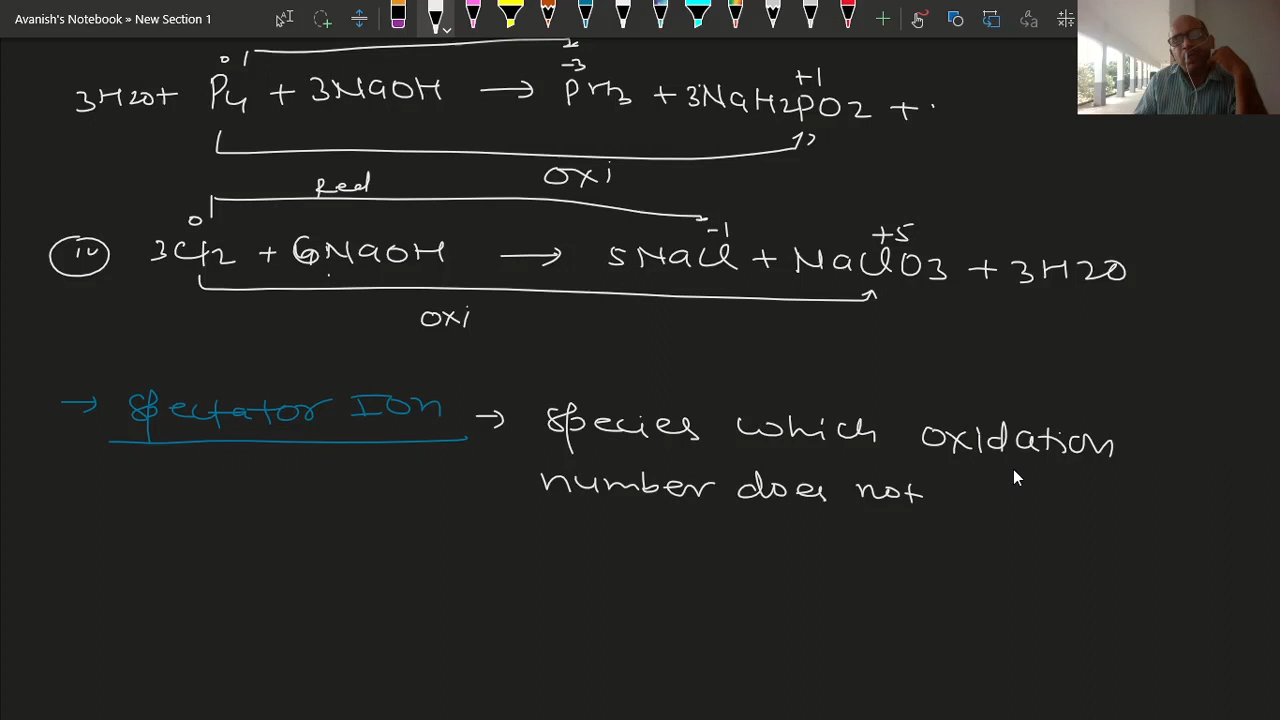 Avanish's Notebook » New Section 1
0 -3 +1
3H2O+ P4 + 3NaOH → PH3 + 3NaH2PO2 +
oxi
Red
0 -1 +5
(iv) 3Cl2 + 6NaOH → 5NaCl + NaClO3 + 3H2O
oxi
→ Spectator Ion → Species which oxidation
number does not